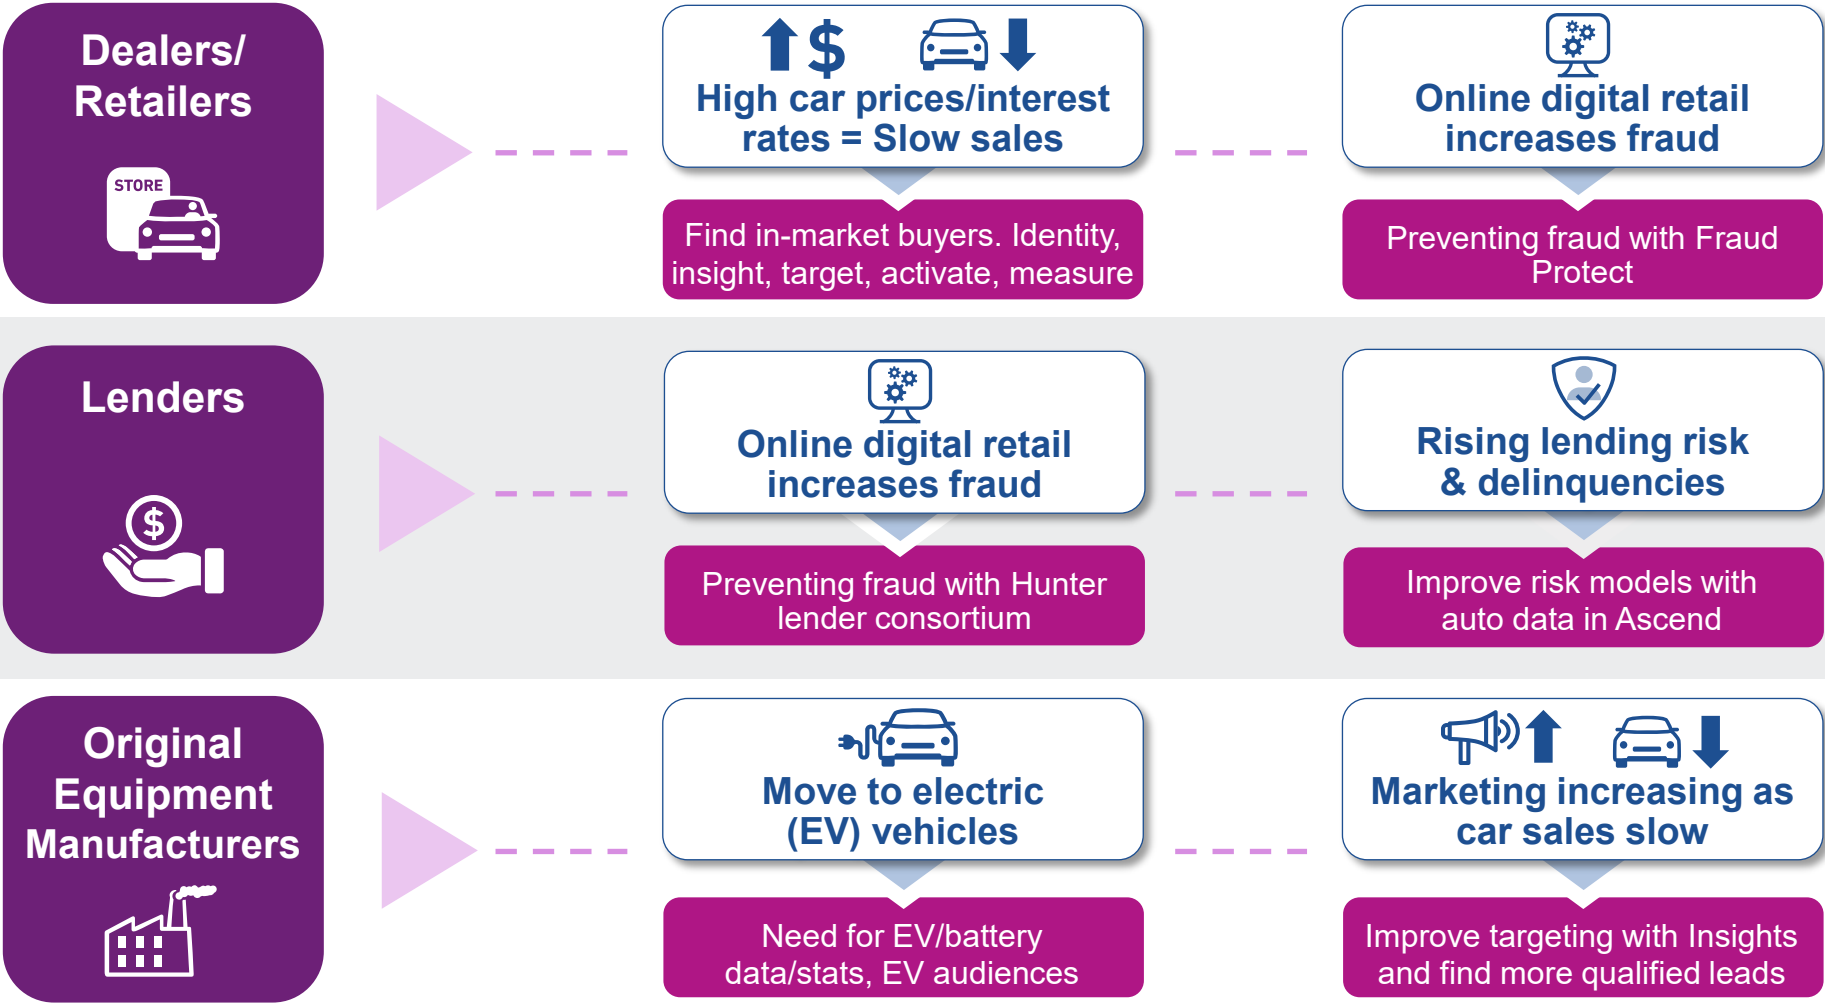 Dealers/
Retailers
STORE
$
High car prices/interest
rates = Slow sales
Find in-market buyers. Identity,
insight, target, activate, measure
Online digital retail
increases fraud
Preventing fraud with Fraud
Protect
Lenders
$
Online digital retail
increases fraud
Preventing fraud with Hunter
lender consortium
Rising lending risk
& delinquencies
Improve risk models with
auto data in Ascend
Original
Equipment
Manufacturers
Move to electric
(EV) vehicles
Need for EV/battery
data/stats, EV audiences
Marketing increasing as
car sales slow
Improve targeting with Insights
and find more qualified leads